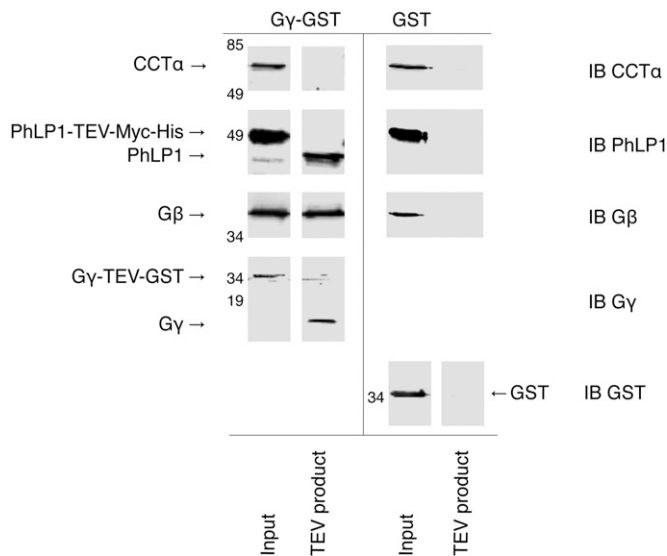 Gγ-GST GST
85
CCTα → IB CCTα
49
PhLP1-TEV-Myc-His → 49
PhLP1 → IB PhLP1
Gβ → IB Gβ
34
Gγ-TEV-GST → 34
19
IB Gγ
Gγ →
34 ← GST IB GST
Input TEV product Input TEV product